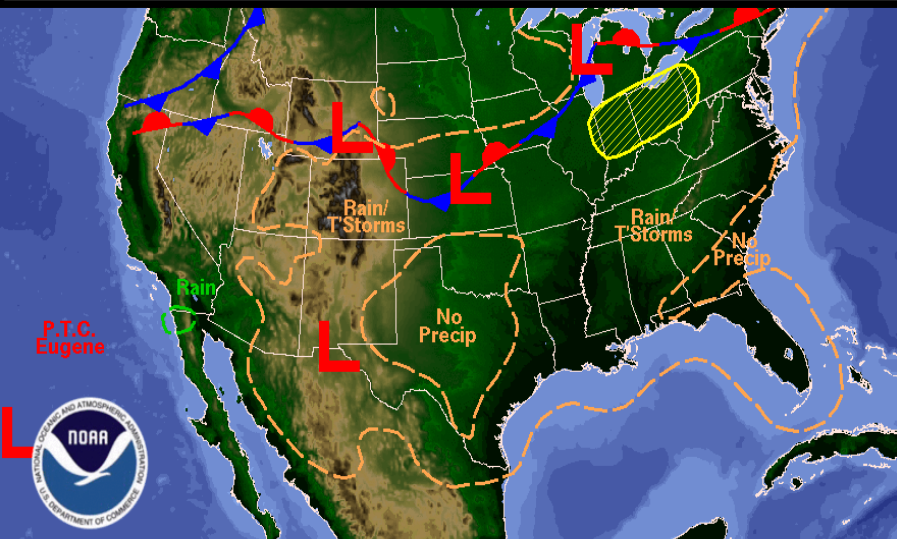 L
L
L
Rain/
T'Storms
Rain/
T'Storms
No
Precip
Rain
No
Precip
P.T.C.
Eugene
L
L
NATIONAL OCEANIC AND ATMOSPHERIC ADMINISTRATION
NOAA
U.S. DEPARTMENT OF COMMERCE